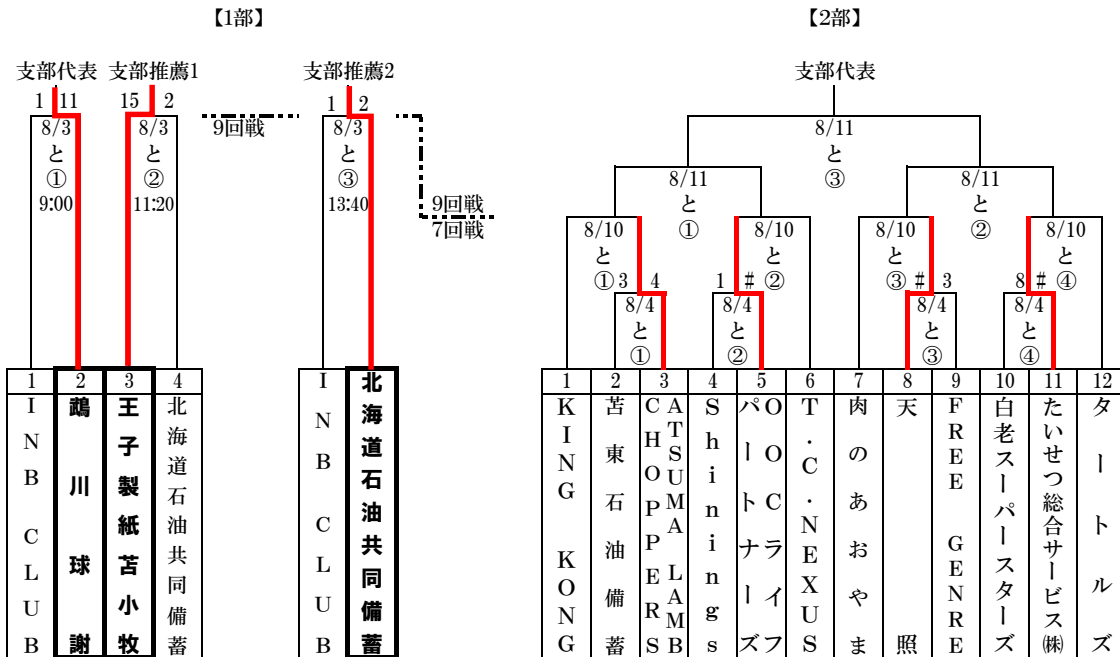 【1部】
【2部】
支部代表
支部推薦1
支部推薦2
支部代表
1 11
15 2
1 2
8/3
と
①
9:00
8/3
と
②
11:20
9回戦
8/3
と
③
13:40
9回戦
7回戦
8/11
と
③
8/11
と
①
8/11
と
②
8/10
と
①
8/10
と
②
8/10
と
③
8/10
と
④
3 4
1 #
# 3
8 #
8/4
と
①
8/4
と
②
8/4
と
③
8/4
と
④
1
INB CLUB
2
鵡川球謝
3
王子製紙苫小牧
4
北海道石油共同備蓄
INB CLUB
北海道石油共同備蓄
1
KING KONG
2
苫東石油備蓄
3
ATSUMA LAMB
CHOPPERS
4
Shinings
5
OOCライフ
パートナーズ
6
T.C.NEXUS
7
肉のあおやま
8
天照
9
FREE GENRE
10
白老スーパースターズ
11
たいせつ総合サービス㈱
12
タートルズ